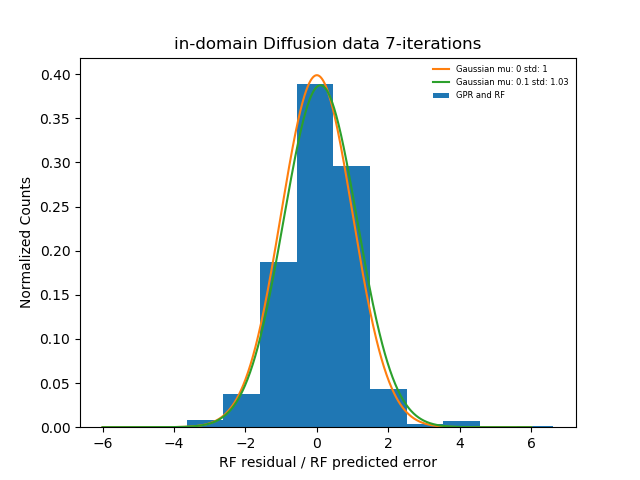 in-domain Diffusion data 7-iterations
Gaussian mu: 0 std: 1
Gaussian mu: 0.1 std: 1.03
GPR and RF
0.40
0.35
0.30
0.25
0.20
0.15
0.10
0.05
0.00
Normalized Counts
−6 −4 −2 0 2 4 6
RF residual / RF predicted error